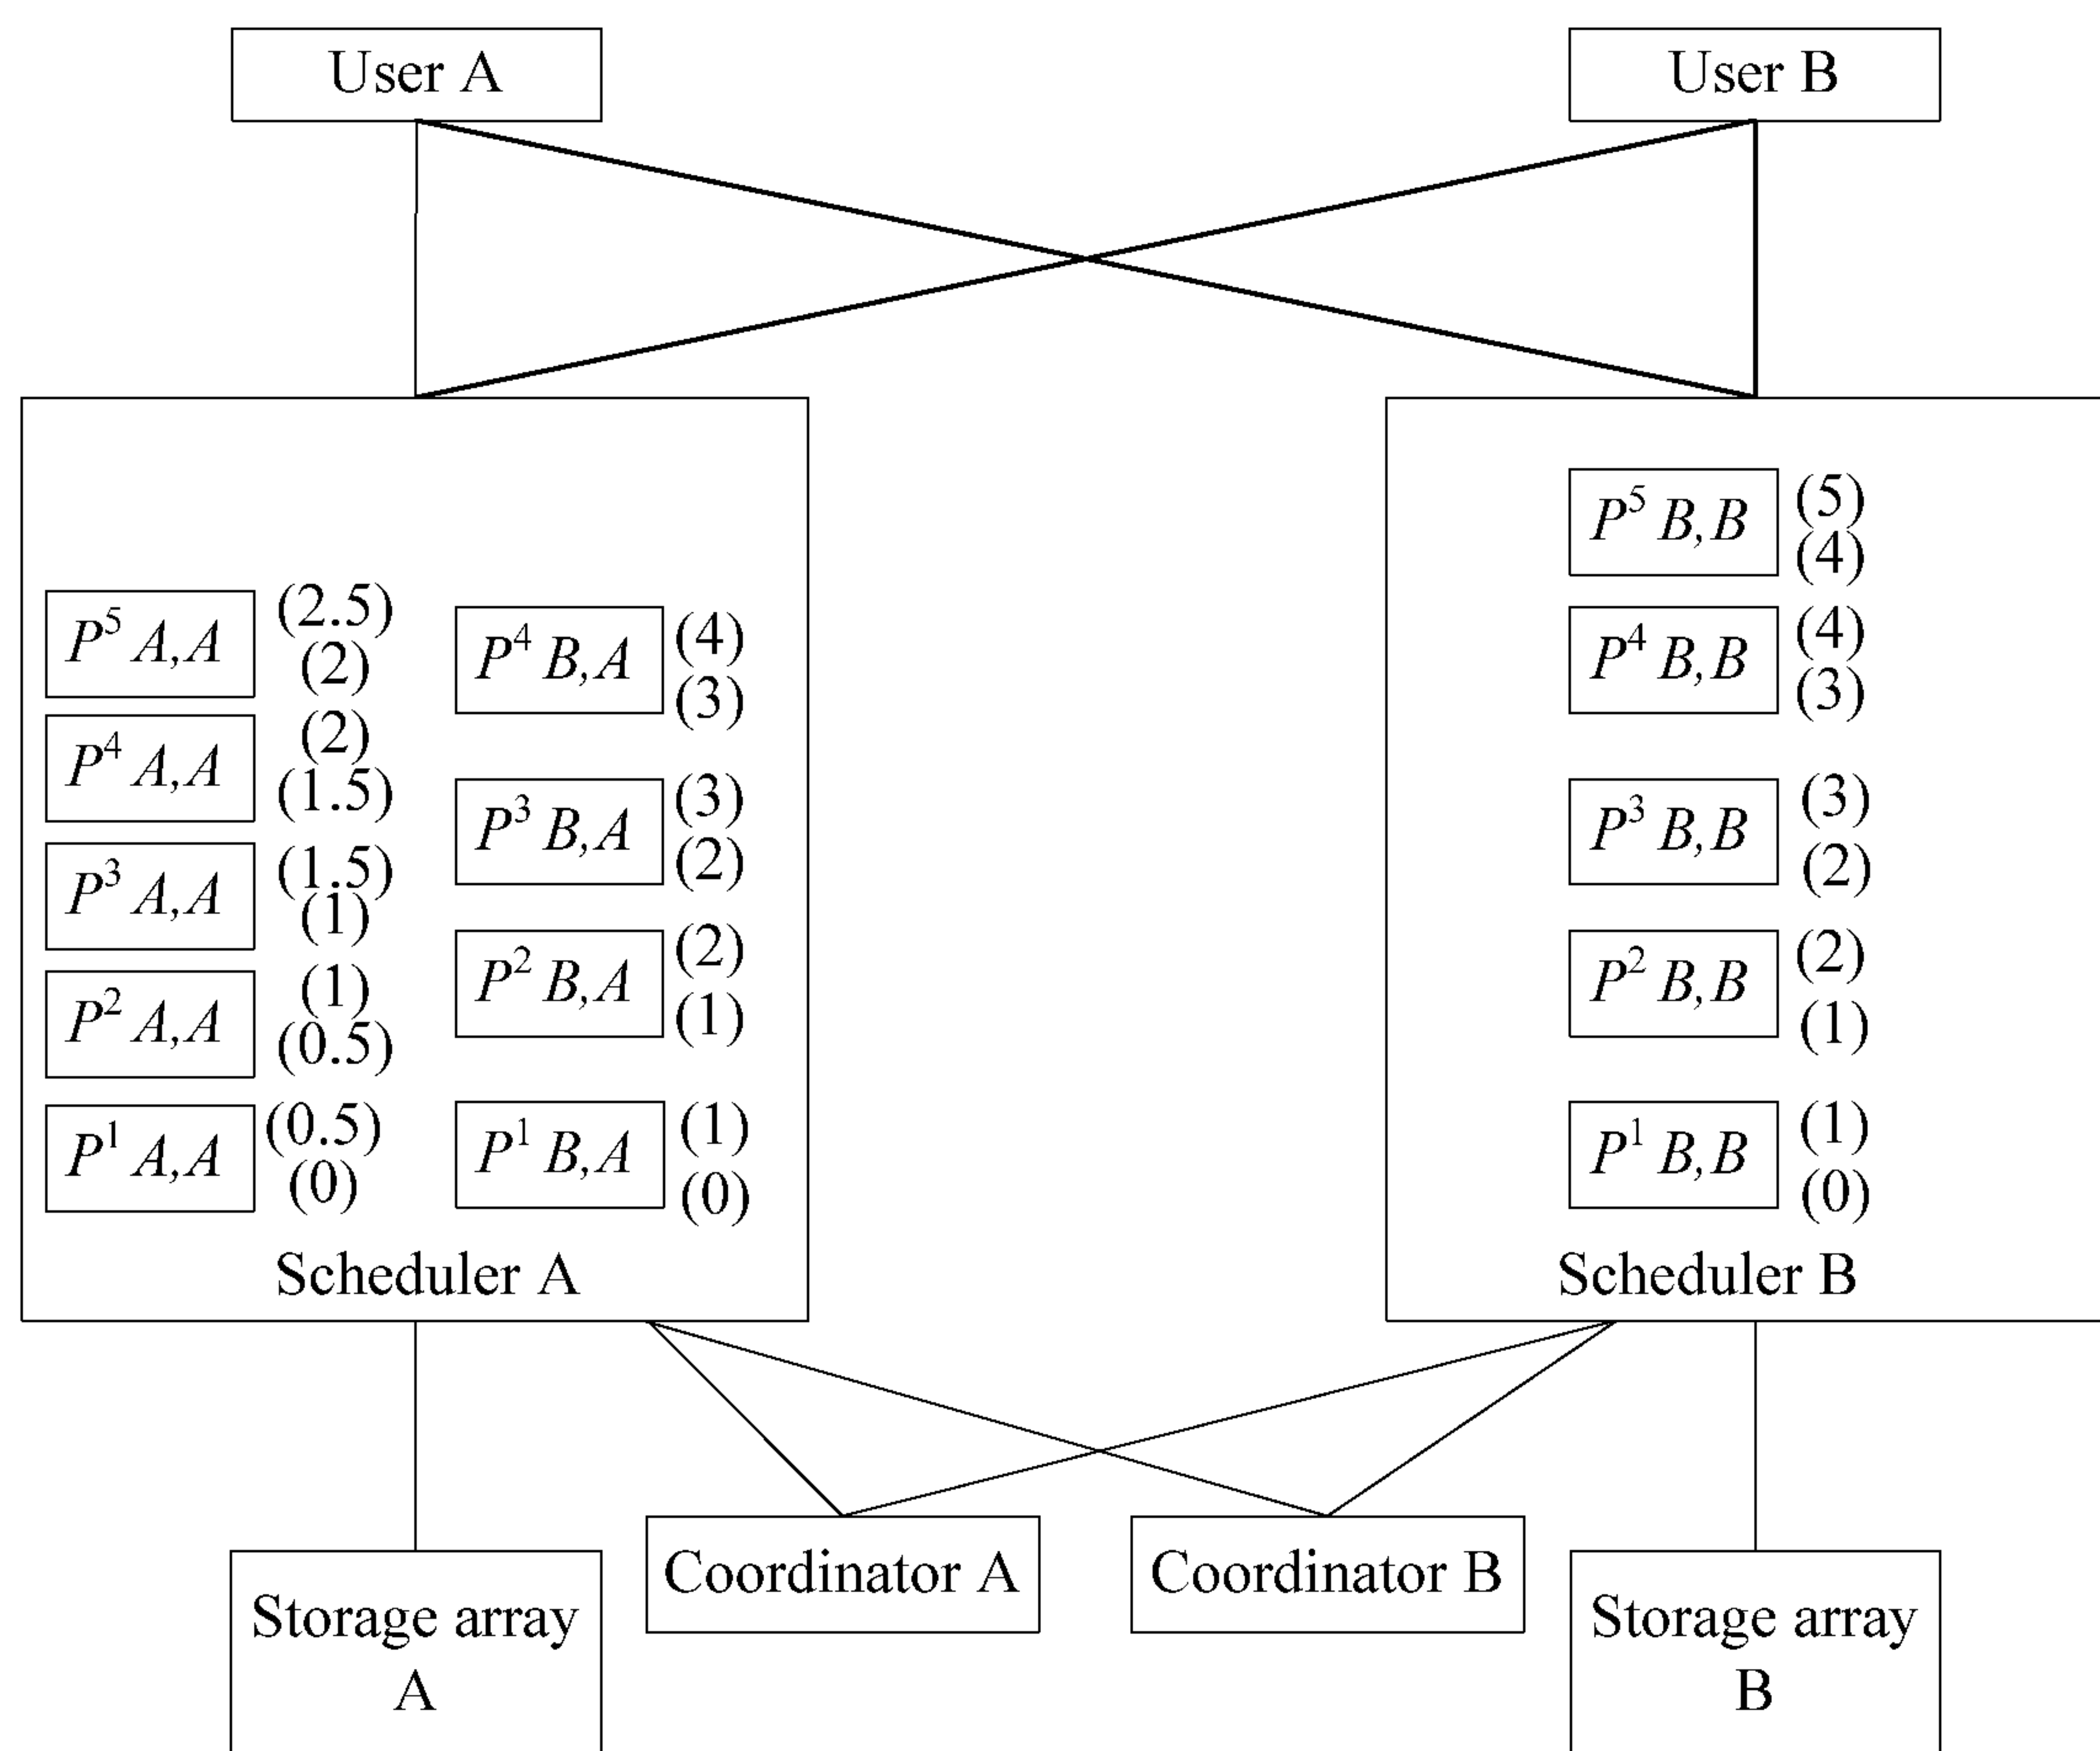 User A
User B
P⁵ A,A
(2.5)
(2)
P⁴ A,A
(2)
(1.5)
P³ A,A
(1.5)
(1)
P² A,A
(1)
(0.5)
P¹ A,A
(0.5)
(0)
P⁴ B,A
(4)
(3)
P³ B,A
(3)
(2)
P² B,A
(2)
(1)
P¹ B,A
(1)
(0)
Scheduler A
P⁵ B,B
(5)
(4)
P⁴ B,B
(4)
(3)
P³ B,B
(3)
(2)
P² B,B
(2)
(1)
P¹ B,B
(1)
(0)
Scheduler B
Storage array
A
Coordinator A
Coordinator B
Storage array
B